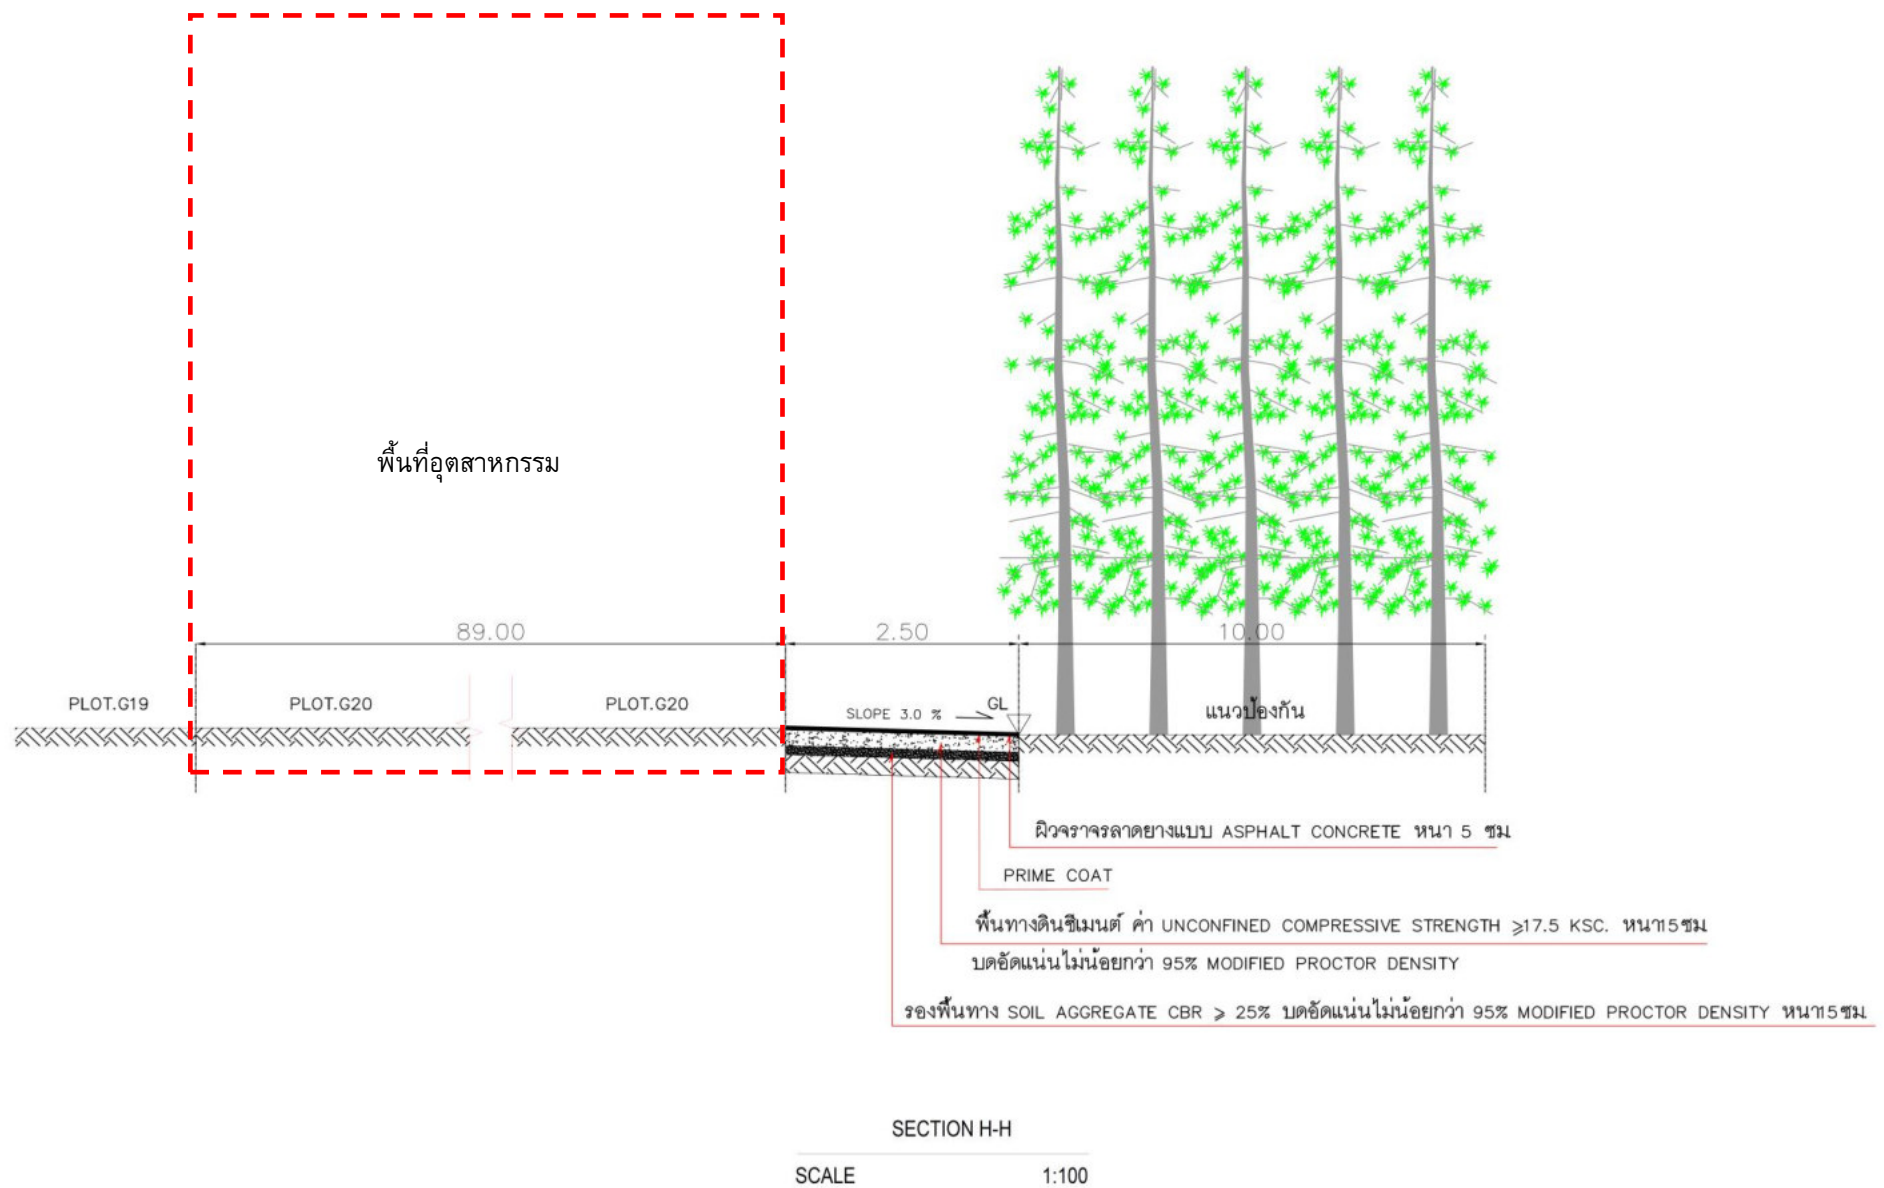 พื้นที่อุตสาหกรรม
89.00 2.50 10.00
PLOT.G19 PLOT.G20 PLOT.G20 SLOPE 3.0 % GL แนวป้องกัน
ผิวจราจรลาดยางแบบ ASPHALT CONCRETE หนา 5 ซม.
PRIME COAT
พื้นทางดินซีเมนต์ ค่า UNCONFINED COMPRESSIVE STRENGTH ⩾17.5 KSC. หนา15ซม.
บดอัดแน่นไม่น้อยกว่า 95% MODIFIED PROCTOR DENSITY
รองพื้นทาง SOIL AGGREGATE CBR ⩾ 25% บดอัดแน่นไม่น้อยกว่า 95% MODIFIED PROCTOR DENSITY หนา15ซม.
SECTION H-H
SCALE 1:100